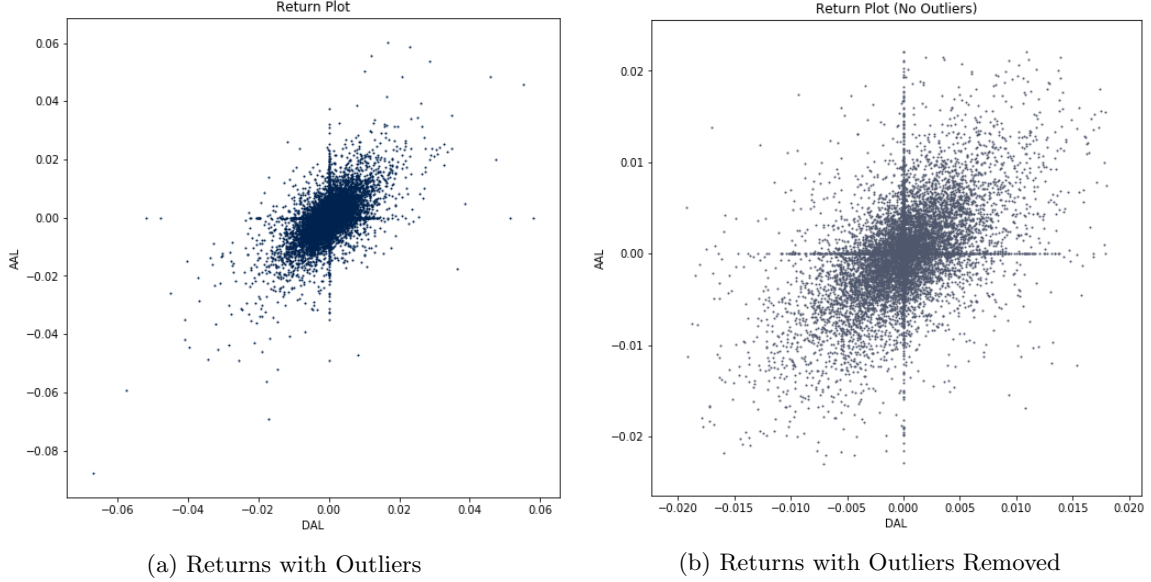 Return Plot
0.06
0.04
0.02
0.00
−0.02
−0.04
−0.06
−0.08
AAL
−0.06 −0.04 −0.02 0.00 0.02 0.04 0.06
DAL
(a) Returns with Outliers
Return Plot (No Outliers)
0.02
0.01
0.00
−0.01
−0.02
AAL
−0.020 −0.015 −0.010 −0.005 0.000 0.005 0.010 0.015 0.020
DAL
(b) Returns with Outliers Removed